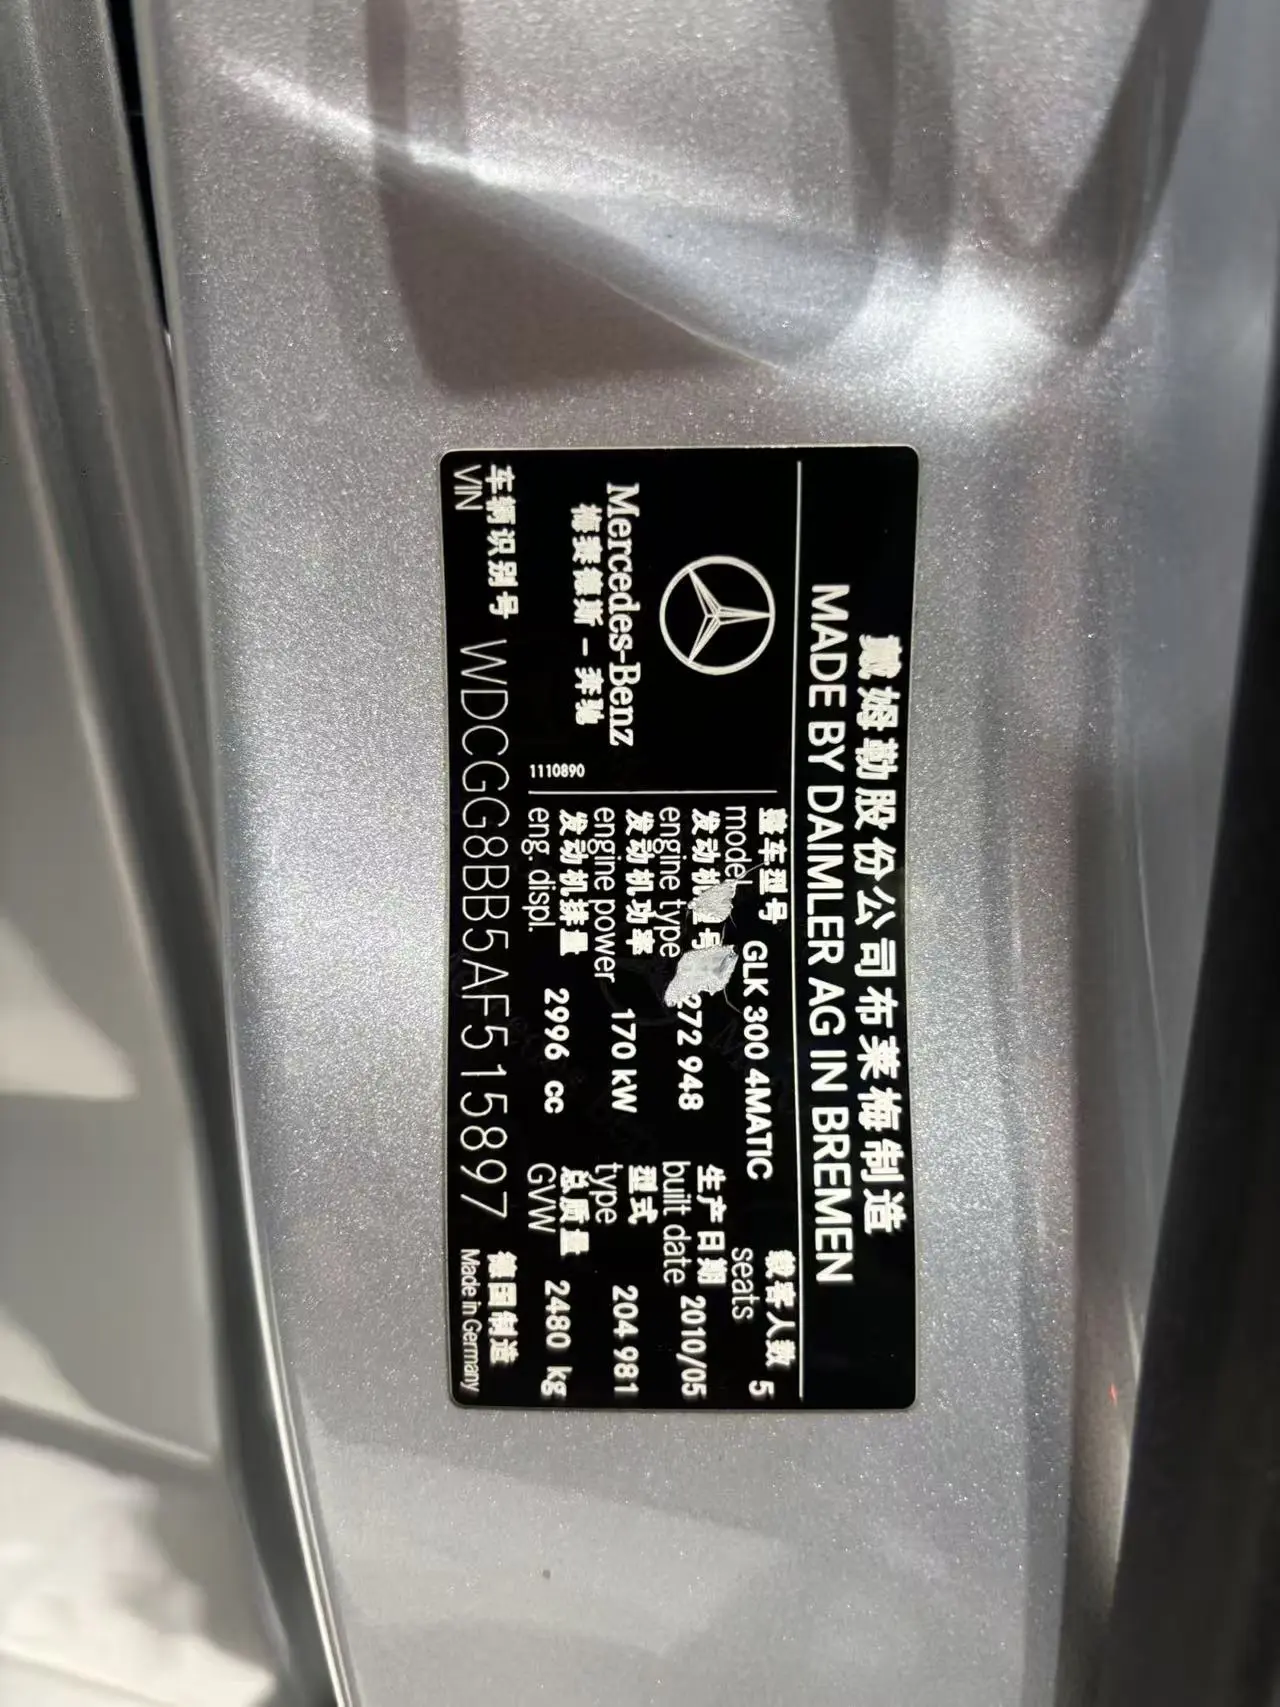 戴姆勒股份公司布莱梅制造
MADE BY DAIMLER AG IN BREMEN
Mercedes-Benz
梅赛德斯-奔驰
1110890
整车型号 GLK 300 4MATIC 载客人数 5
model seats
发动机型号 272 948 生产日期 2010/05
engine type built date
发动机功率 170 kW 型式 204 981
engine power type
发动机排量 2996 cc 总质量 2480 kg
eng. displ. GVW
车辆识别号 WDCGG8BB5AF515897 德国制造
VIN Made in Germany